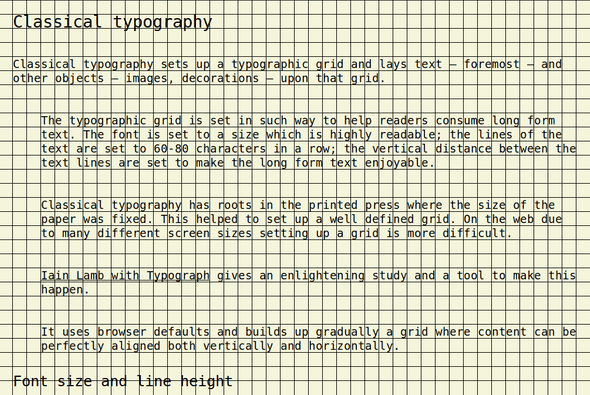 Classical typography
Classical typography sets up a typographic grid and lays text — foremost — and
other objects — images, decorations — upon that grid.
The typographic grid is set in such way to help readers consume long form
text. The font is set to a size which is highly readable; the lines of the
text are set to 60-80 characters in a row; the vertical distance between the
text lines are set to make the long form text enjoyable.
Classical typography has roots in the printed press where the size of the
paper was fixed. This helped to set up a well defined grid. On the web due
to many different screen sizes setting up a grid is more difficult.
Iain Lamb with Typograph gives an enlightening study and a tool to make this
happen.
It uses browser defaults and builds up gradually a grid where content can be
perfectly aligned both vertically and horizontally.
Font size and line height